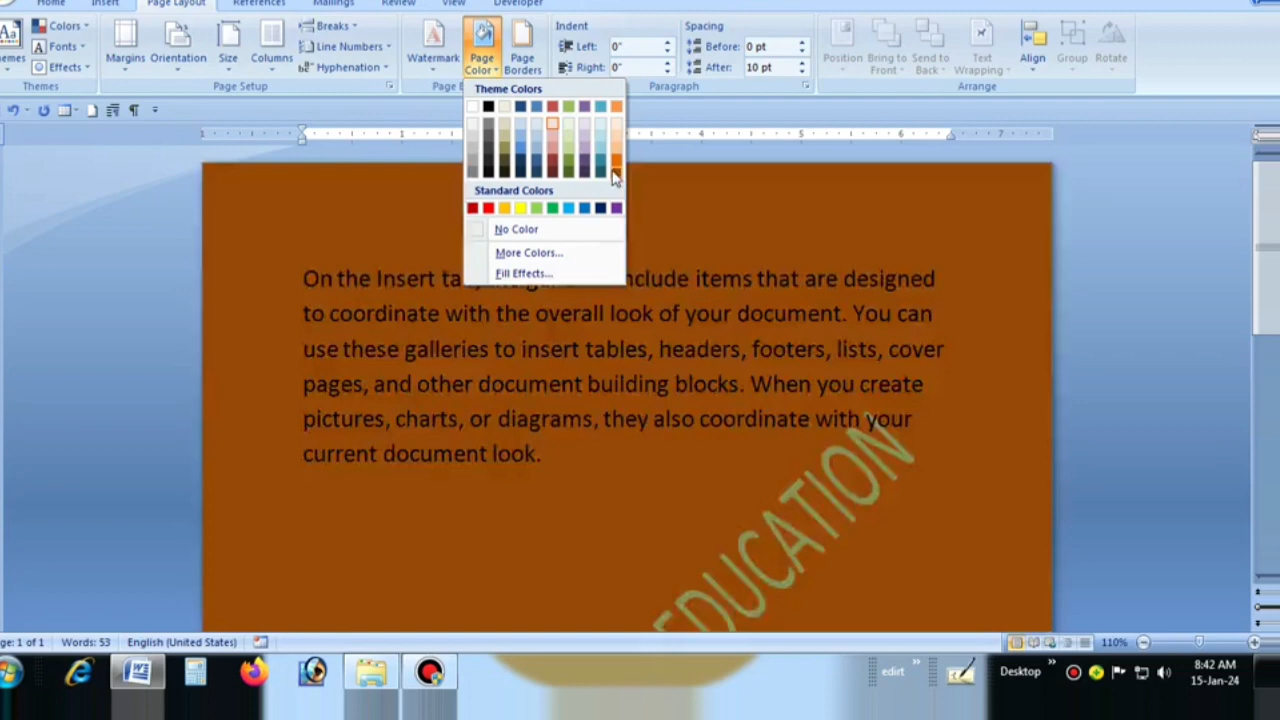 Home Insert Page Layout References Mailings Review View Developer
Colors Breaks Indent Spacing
Fonts Line Numbers Left: 0" Before: 0 pt
Margins Orientation Size Columns Watermark Page Color Page Borders Position Bring to Front Send to Back Text Wrapping Align Group Rotate
Effects Hyphenation Right: 0" After: 10 pt
Themes Page Setup Paragraph Arrange
Theme Colors
1 1 5 6 7
Standard Colors
No Color
More Colors...
Fill Effects...
On the Insert include items that are designed
to coordinate with the overall look of your document. You can
use these galleries to insert tables, headers, footers, lists, cover
pages, and other document building blocks. When you create
pictures, charts, or diagrams, they also coordinate with your
current document look.
EDUCATION
Words: 53 English (United States) 110%
edirt Desktop 8:42 AM
15-Jan-24